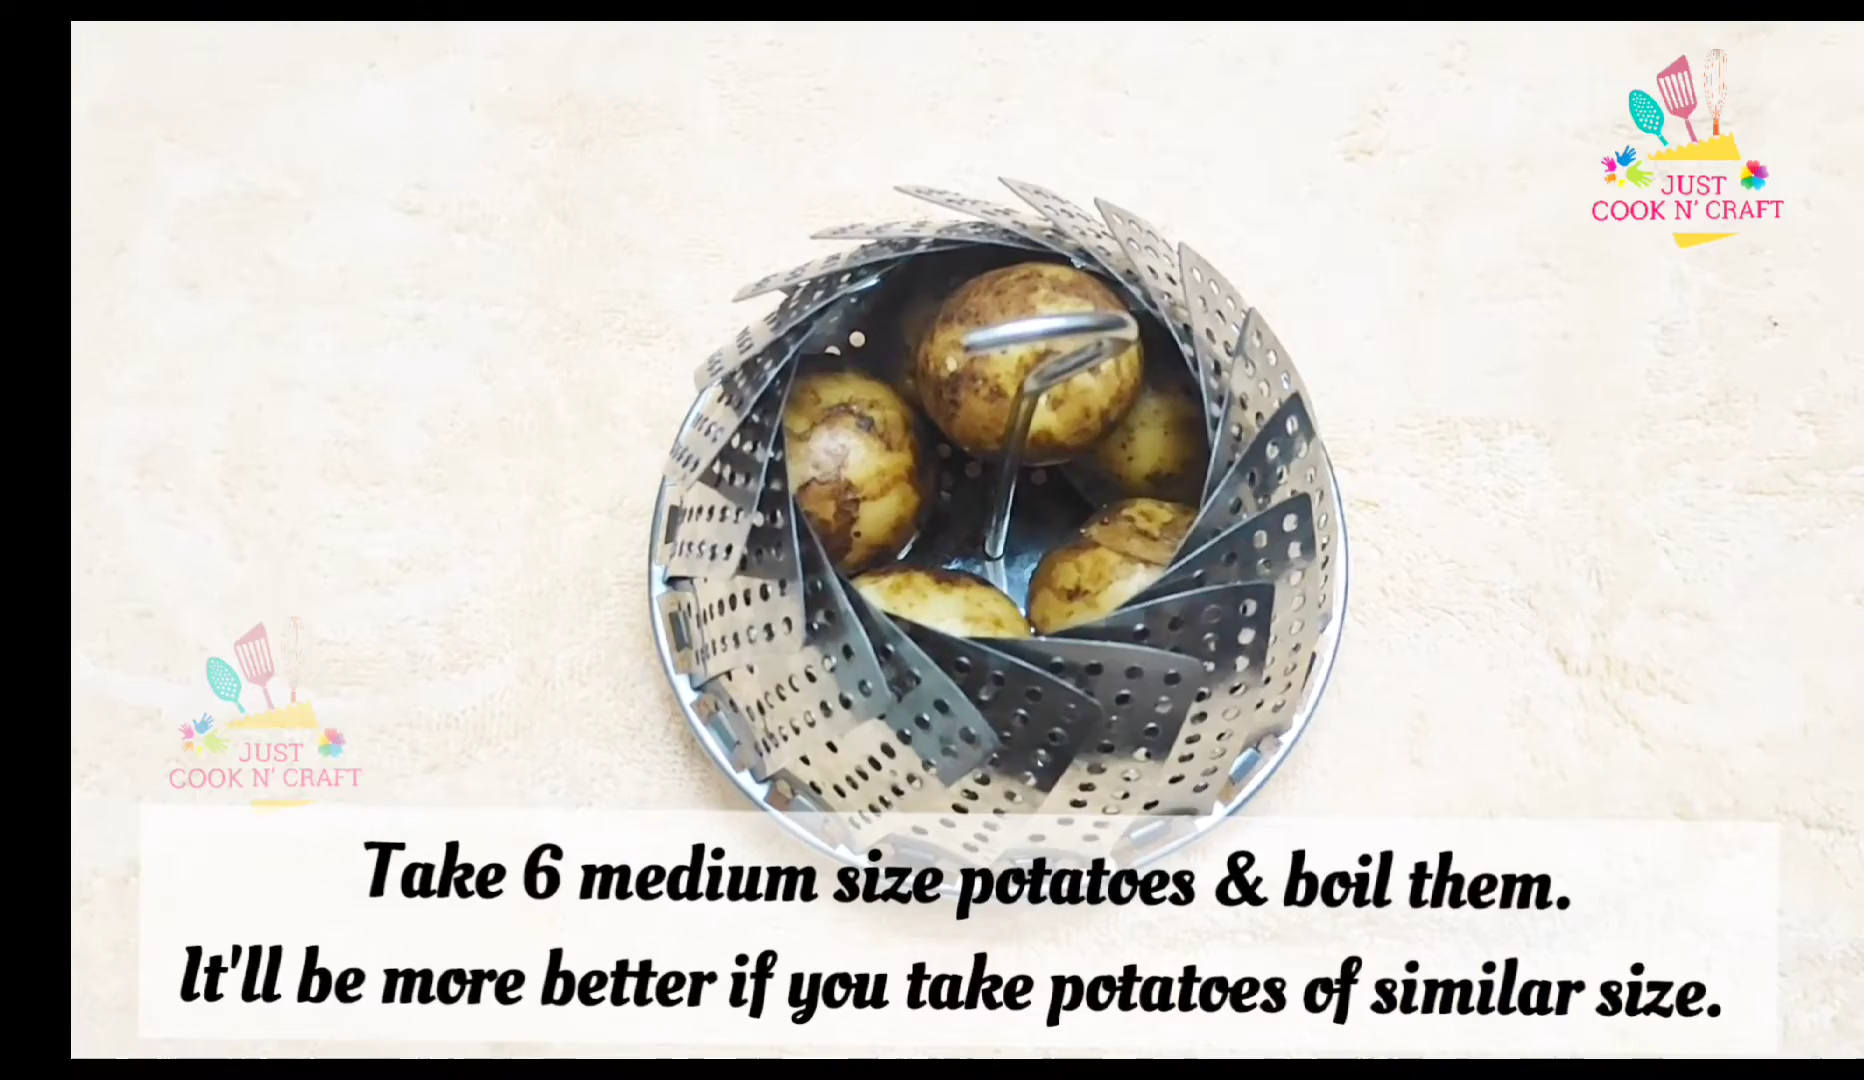 JUST
COOK N' CRAFT
JUST
COOK N' CRAFT
Take 6 medium size potatoes & boil them.
It'll be more better if you take potatoes of similar size.